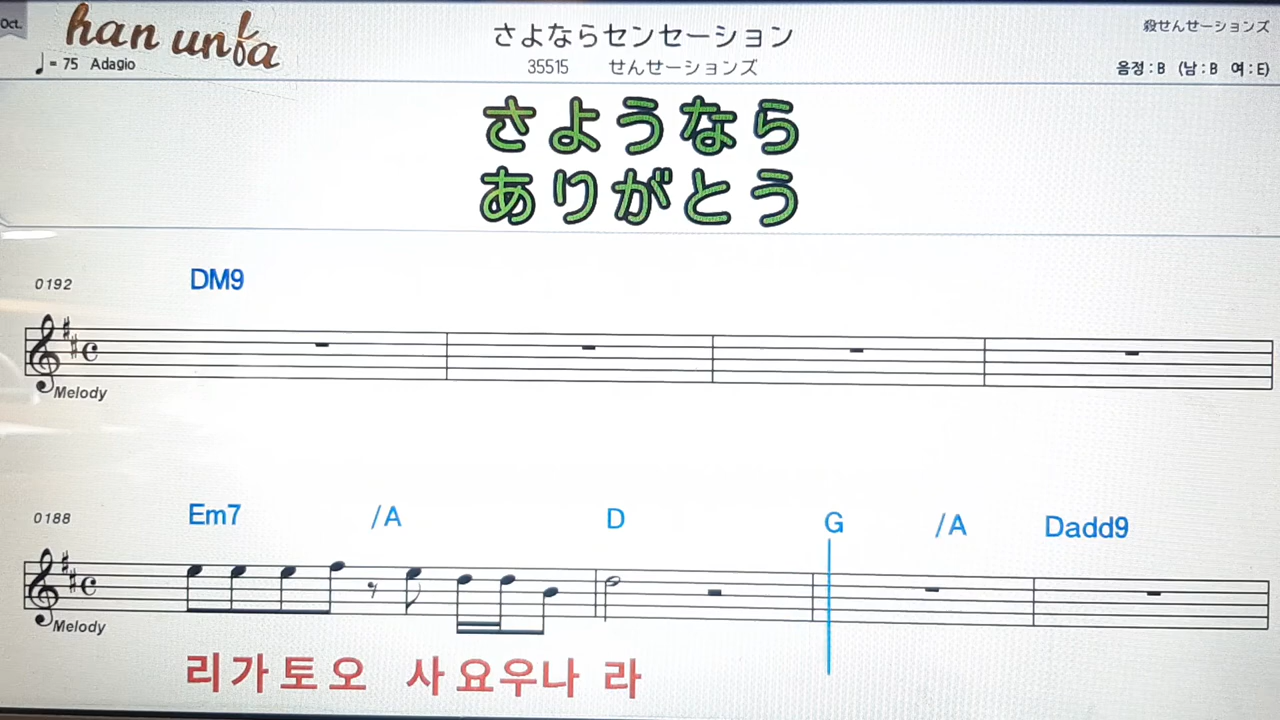 Oct.
han unfa
さよならセンセーション
殺せんせーションズ
♩= 75 Adagio
35515 せんせーションズ
음정 : B (남 : B 여 : E)
さようなら
ありがとう
0192
DM9
Melody
0188
Em7 /A D G /A Dadd9
Melody
리가토오 사요우나 라